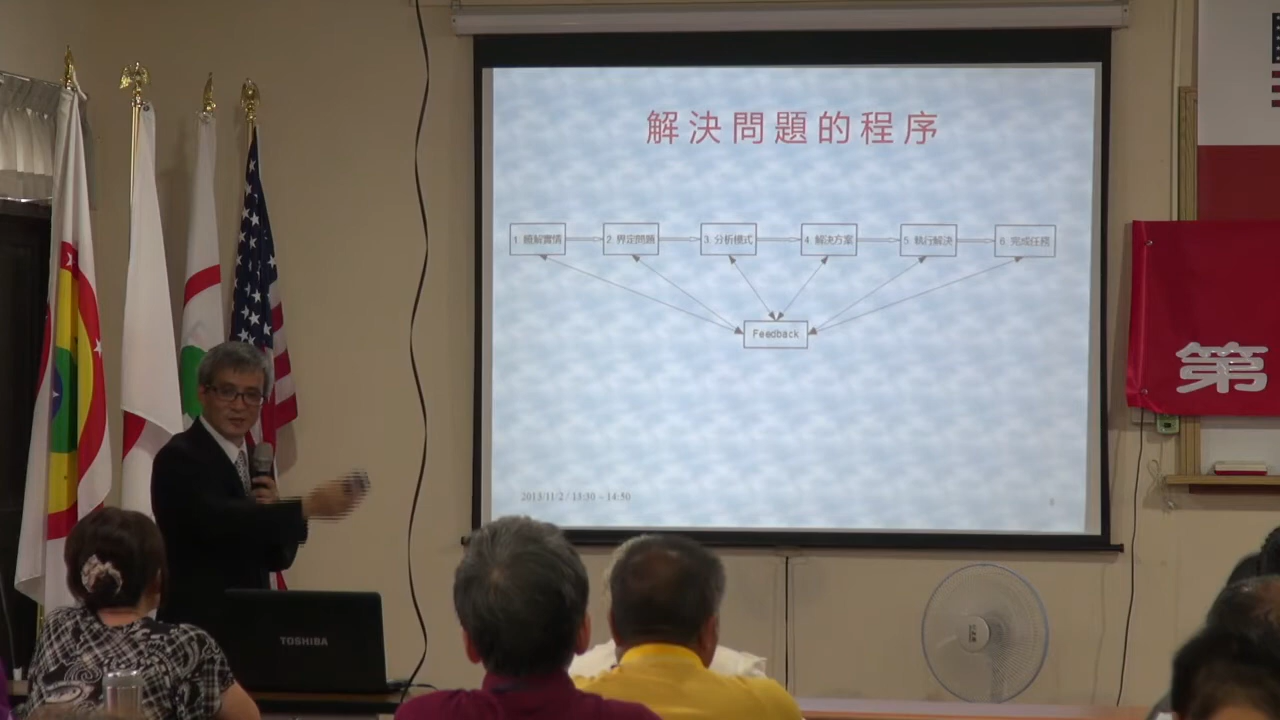 解決問題的程序
1. 瞭解實情
2. 界定問題
3. 分析模式
4. 解決方案
5. 執行解決
6. 完成任務
Feedback
2013/11/2 / 13:30 ~ 14:50
8
第
TOSHIBA